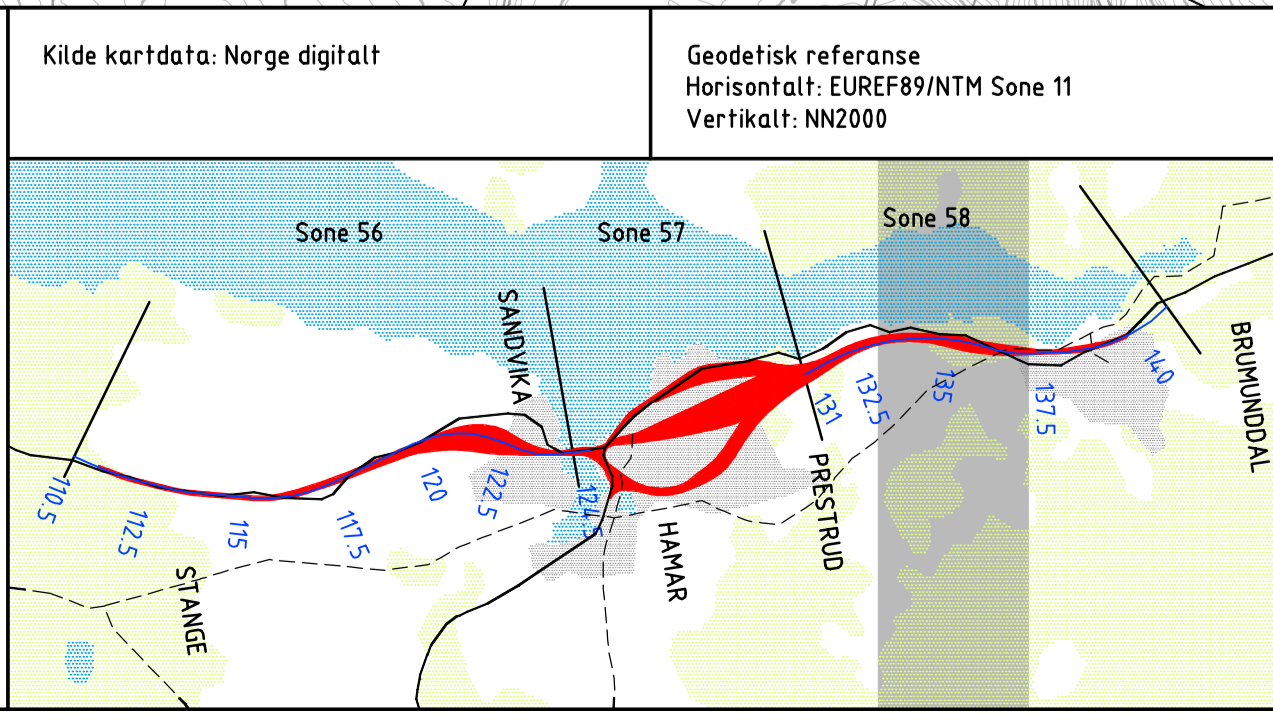 Kilde kartdata: Norge digitalt
Geodetisk referanse
Horisontalt: EUREF89/NTM Sone 11
Vertikalt: NN2000
Sone 56
Sone 57
Sone 58
SANDVIKA
BRUMUNDDAL
PRESTRUD
HAMAR
STANGE
110.5
112.5
115
117.5
120
122.5
124.5
131
132.5
135
137.5
140